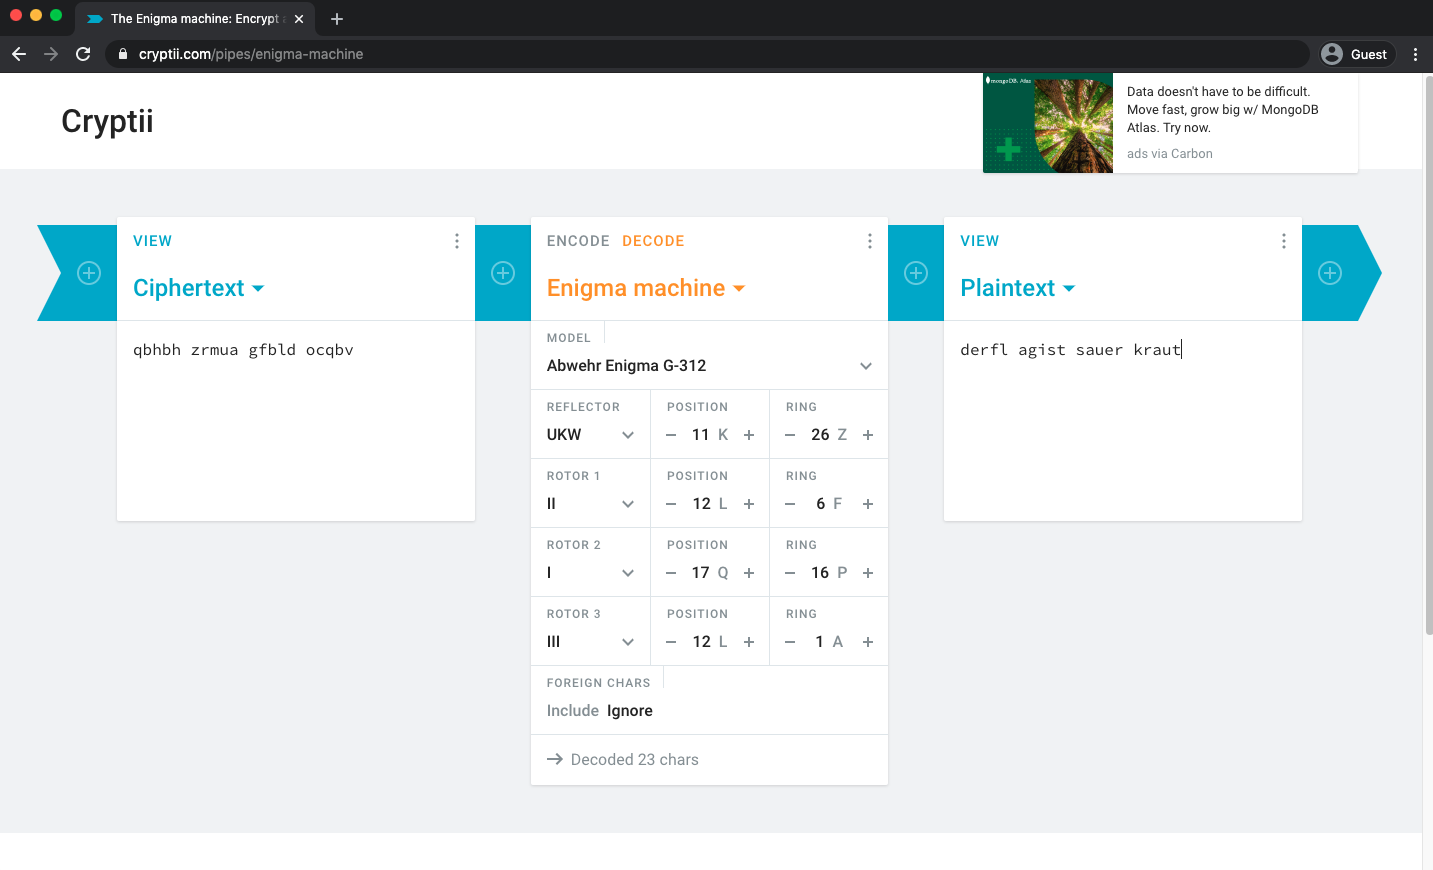 The Enigma machine: Encrypt
cryptii.com/pipes/enigma-machine
Guest
Cryptii
mongoDB. Atlas
Data doesn't have to be difficult.
Move fast, grow big w/ MongoDB
Atlas. Try now.
ads via Carbon
VIEW
Ciphertext
qbhbh zrmua gfbld ocqbv
ENCODE DECODE
Enigma machine
MODEL
Abwehr Enigma G-312
REFLECTOR POSITION RING
UKW − 11 K + − 26 Z +
ROTOR 1 POSITION RING
II − 12 L + − 6 F +
ROTOR 2 POSITION RING
I − 17 Q + − 16 P +
ROTOR 3 POSITION RING
III − 12 L + − 1 A +
FOREIGN CHARS
Include Ignore
→ Decoded 23 chars
VIEW
Plaintext
derfl agist sauer kraut